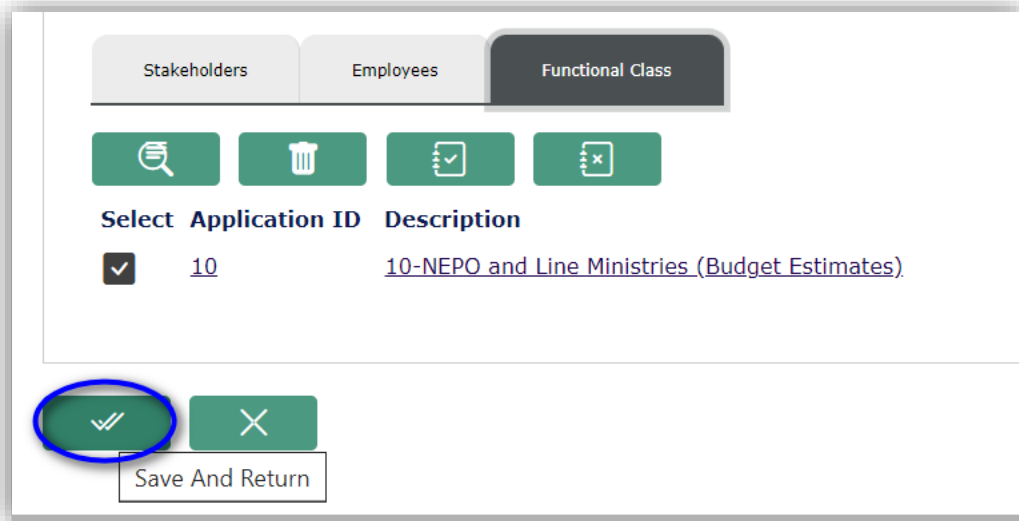 Stakeholders Employees Functional Class
Select Application ID Description
10 10-NEPO and Line Ministries (Budget Estimates)
Save And Return